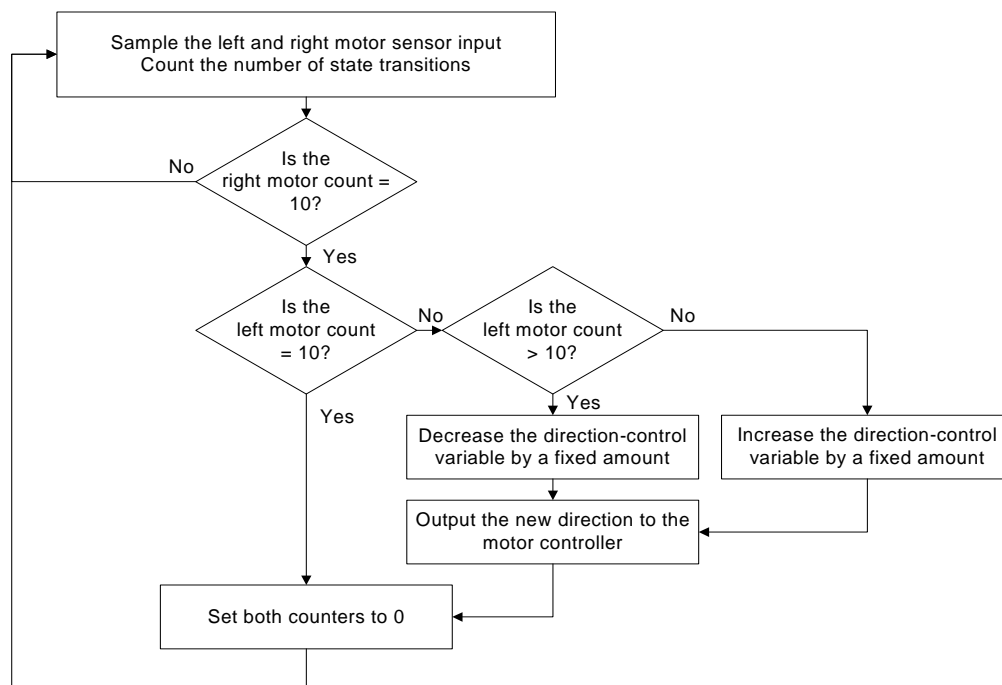 Sample the left and right motor sensor input
Count the number of state transitions
No
Is the
right motor count =
10?
Yes
Is the
left motor count
= 10?
No
Is the
left motor count
> 10?
No
Yes
Yes
Decrease the direction-control
variable by a fixed amount
Increase the direction-control
variable by a fixed amount
Output the new direction to the
motor controller
Set both counters to 0